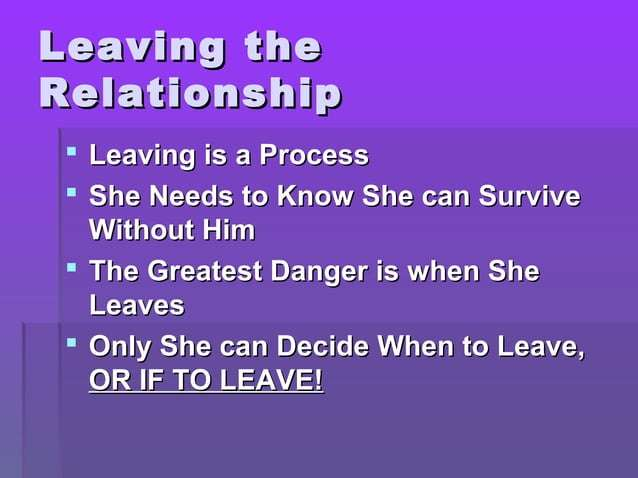 Leaving the
Relationship
▪ Leaving is a Process
▪ She Needs to Know She can Survive
Without Him
▪ The Greatest Danger is when She
Leaves
▪ Only She can Decide When to Leave,
OR IF TO LEAVE!